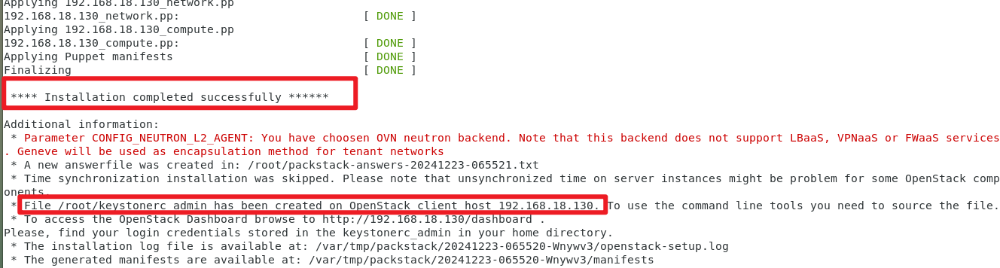 Applying 192.168.18.130_network.pp
192.168.18.130_network.pp:                           [ DONE ]
Applying 192.168.18.130_compute.pp
192.168.18.130_compute.pp:                           [ DONE ]
Applying Puppet manifests                            [ DONE ]
Finalizing                                           [ DONE ]
**** Installation completed successfully ******
Additional information:
* Parameter CONFIG_NEUTRON_L2_AGENT: You have choosen OVN neutron backend. Note that this backend does not support LBaaS, VPNaaS or FWaaS services
. Geneve will be used as encapsulation method for tenant networks
* A new answerfile was created in: /root/packstack-answers-20241223-065521.txt
* Time synchronization installation was skipped. Please note that unsynchronized time on server instances might be problem for some OpenStack comp
onents.
* File /root/keystonerc_admin has been created on OpenStack client host 192.168.18.130. To use the command line tools you need to source the file.
* To access the OpenStack Dashboard browse to http://192.168.18.130/dashboard .
Please, find your login credentials stored in the keystonerc_admin in your home directory.
* The installation log file is available at: /var/tmp/packstack/20241223-065520-Wnywv3/openstack-setup.log
* The generated manifests are available at: /var/tmp/packstack/20241223-065520-Wnywv3/manifests